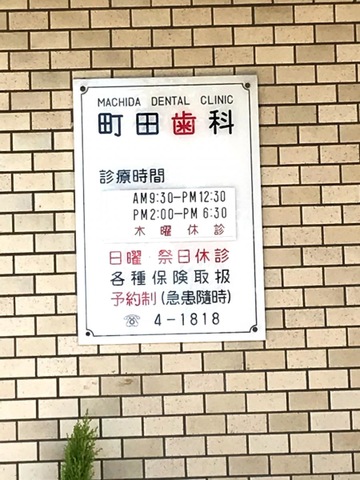 MACHIDA DENTAL CLINIC
町田歯科
診療時間
AM9:30-PM12:30
PM2:00-PM 6:30
木曜休診
日曜・祭日休診
各種保険取扱
予約制(急患随時)
☏ 4-1818